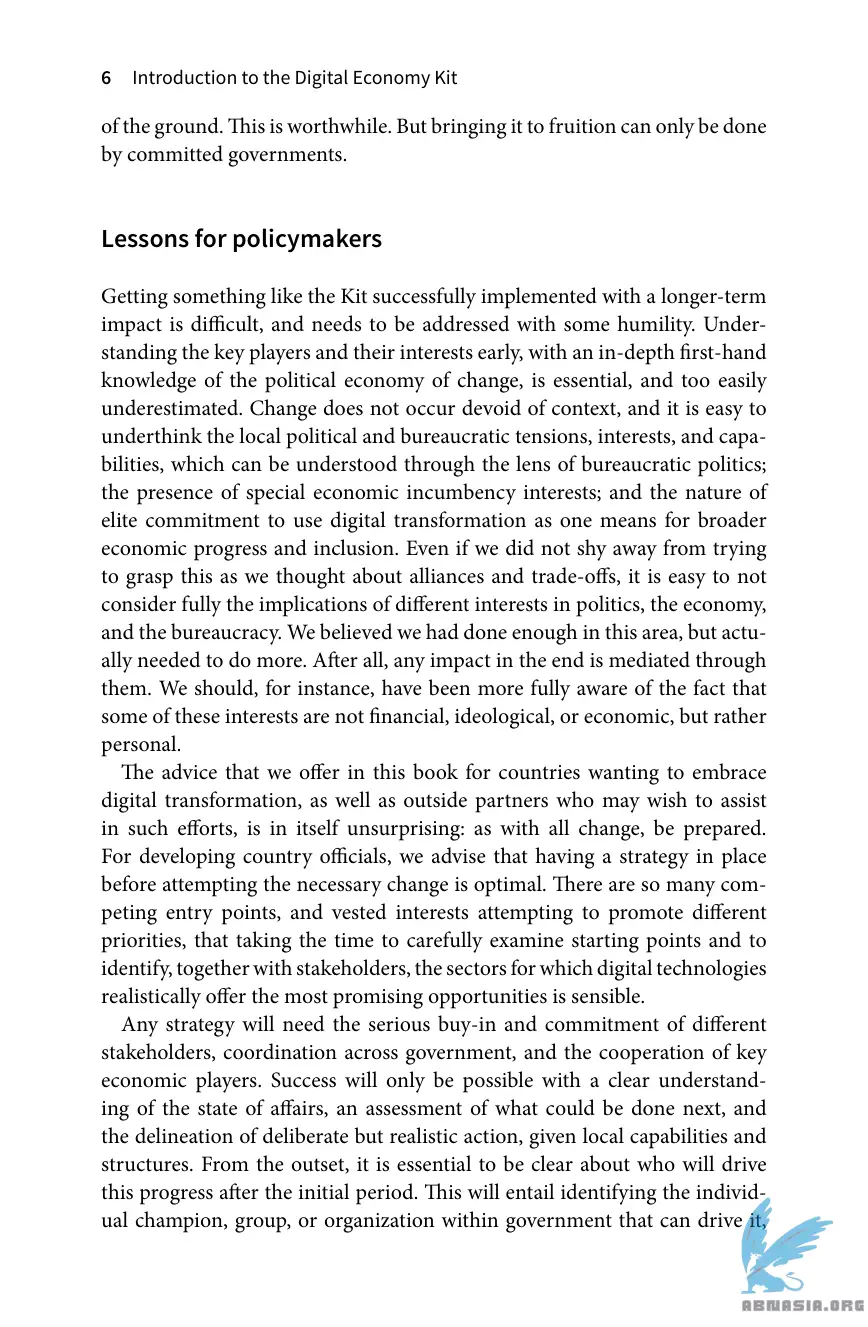 6 Introduction to the Digital Economy Kit
of the ground. This is worthwhile. But bringing it to fruition can only be done
by committed governments.
Lessons for policymakers
Getting something like the Kit successfully implemented with a longer-term
impact is difficult, and needs to be addressed with some humility. Under-
standing the key players and their interests early, with an in-depth first-hand
knowledge of the political economy of change, is essential, and too easily
underestimated. Change does not occur devoid of context, and it is easy to
underthink the local political and bureaucratic tensions, interests, and capa-
bilities, which can be understood through the lens of bureaucratic politics;
the presence of special economic incumbency interests; and the nature of
elite commitment to use digital transformation as one means for broader
economic progress and inclusion. Even if we did not shy away from trying
to grasp this as we thought about alliances and trade-offs, it is easy to not
consider fully the implications of different interests in politics, the economy,
and the bureaucracy. We believed we had done enough in this area, but actu-
ally needed to do more. After all, any impact in the end is mediated through
them. We should, for instance, have been more fully aware of the fact that
some of these interests are not financial, ideological, or economic, but rather
personal.
The advice that we offer in this book for countries wanting to embrace
digital transformation, as well as outside partners who may wish to assist
in such efforts, is in itself unsurprising: as with all change, be prepared.
For developing country officials, we advise that having a strategy in place
before attempting the necessary change is optimal. There are so many com-
peting entry points, and vested interests attempting to promote different
priorities, that taking the time to carefully examine starting points and to
identify, together with stakeholders, the sectors for which digital technologies
realistically offer the most promising opportunities is sensible.
Any strategy will need the serious buy-in and commitment of different
stakeholders, coordination across government, and the cooperation of key
economic players. Success will only be possible with a clear understand-
ing of the state of affairs, an assessment of what could be done next, and
the delineation of deliberate but realistic action, given local capabilities and
structures. From the outset, it is essential to be clear about who will drive
this progress after the initial period. This will entail identifying the individ-
ual champion, group, or organization within government that can drive it,
ABNASIA.ORG